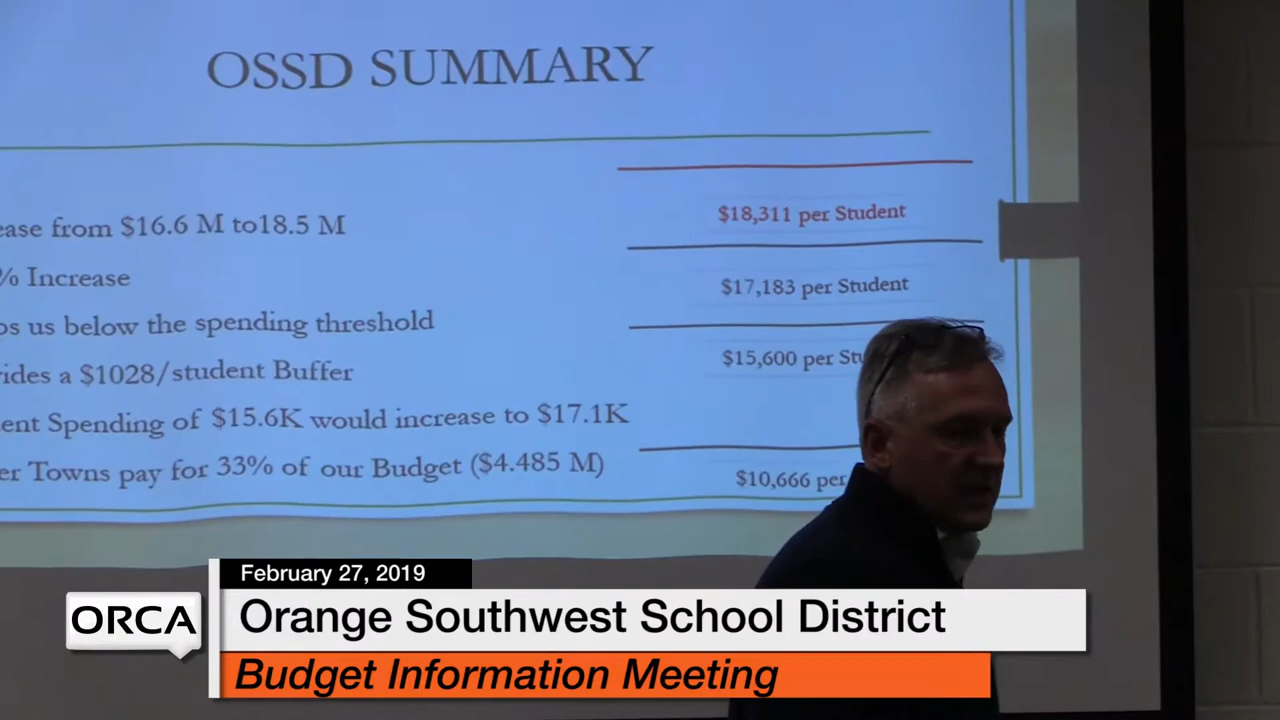 OSSD SUMMARY
ease from $16.6 M to18.5 M
$18,311 per Student
% Increase
$17,183 per Student
os us below the spending threshold
$15,600 per Stu
ides a $1028/student Buffer
ent Spending of $15.6K would increase to $17.1K
er Towns pay for 33% of our Budget ($4.485 M)
$10,666 per
February 27, 2019
ORCA
Orange Southwest School District
Budget Information Meeting